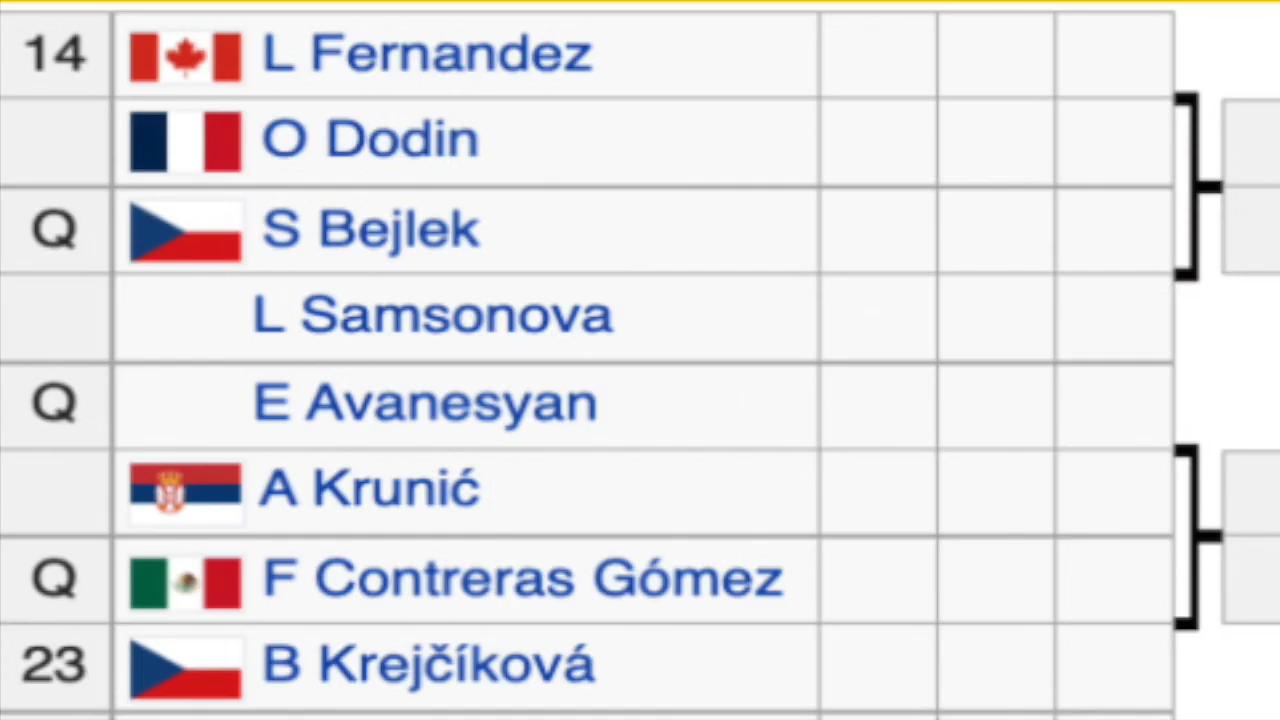 14 L Fernandez
O Dodin
Q S Bejlek
L Samsonova
Q E Avanesyan
A Krunić
Q F Contreras Gómez
23 B Krejčíková